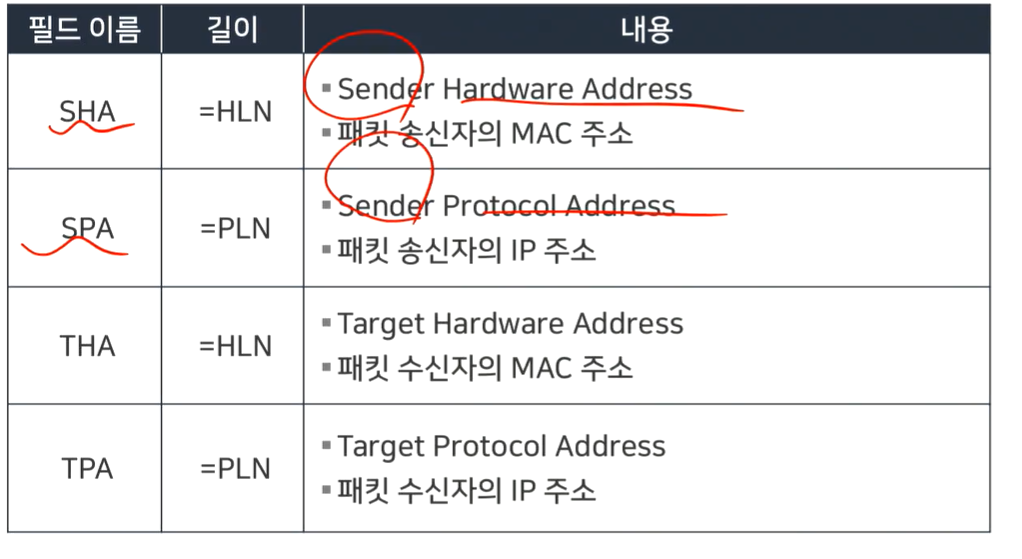 필드 이름 길이 내용
SHA =HLN
▪ Sender Hardware Address
▪ 패킷 송신자의 MAC 주소
SPA =PLN
▪ Sender Protocol Address
▪ 패킷 송신자의 IP 주소
THA =HLN
▪ Target Hardware Address
▪ 패킷 수신자의 MAC 주소
TPA =PLN
▪ Target Protocol Address
▪ 패킷 수신자의 IP 주소